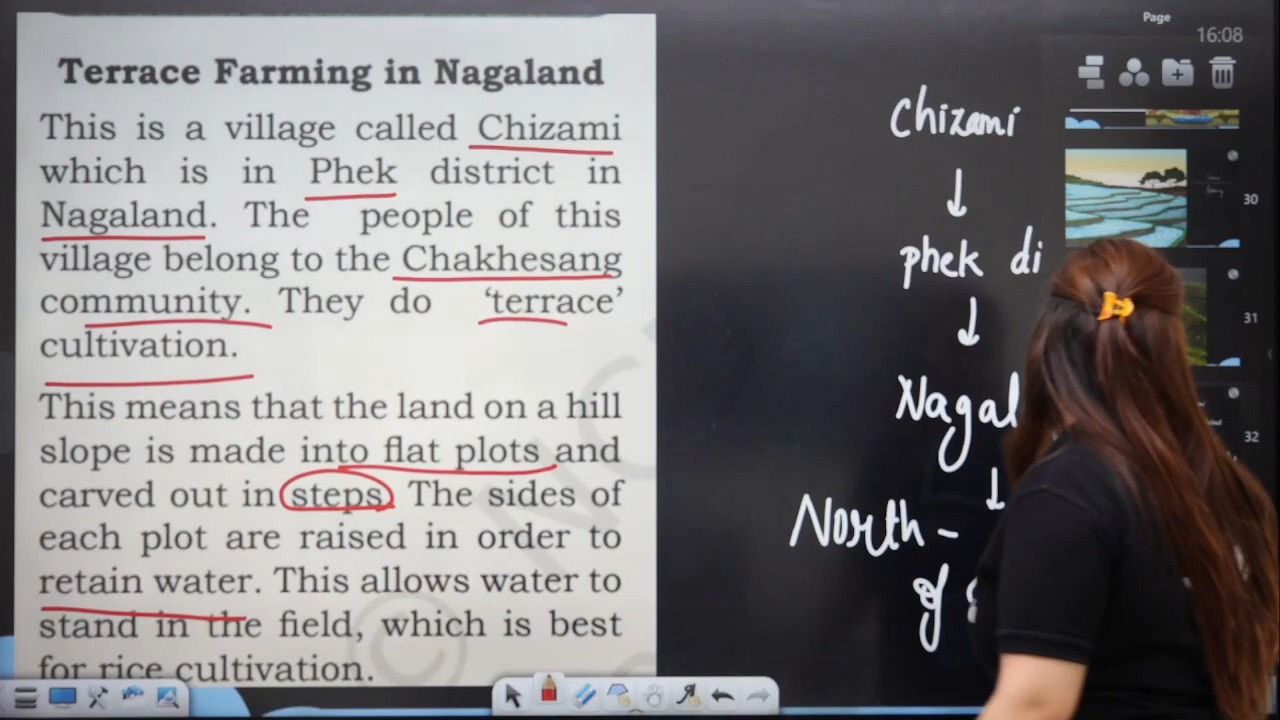 Terrace Farming in Nagaland
This is a village called Chizami
which is in Phek district in
Nagaland. The people of this
village belong to the Chakhesang
community. They do ‘terrace’
cultivation.
This means that the land on a hill
slope is made into flat plots and
carved out in steps. The sides of
each plot are raised in order to
retain water. This allows water to
stand in the field, which is best
for rice cultivation.
Chizami
↓
phek di
↓
Nagal
↓
North -
of
Page
16:08
30
31
32